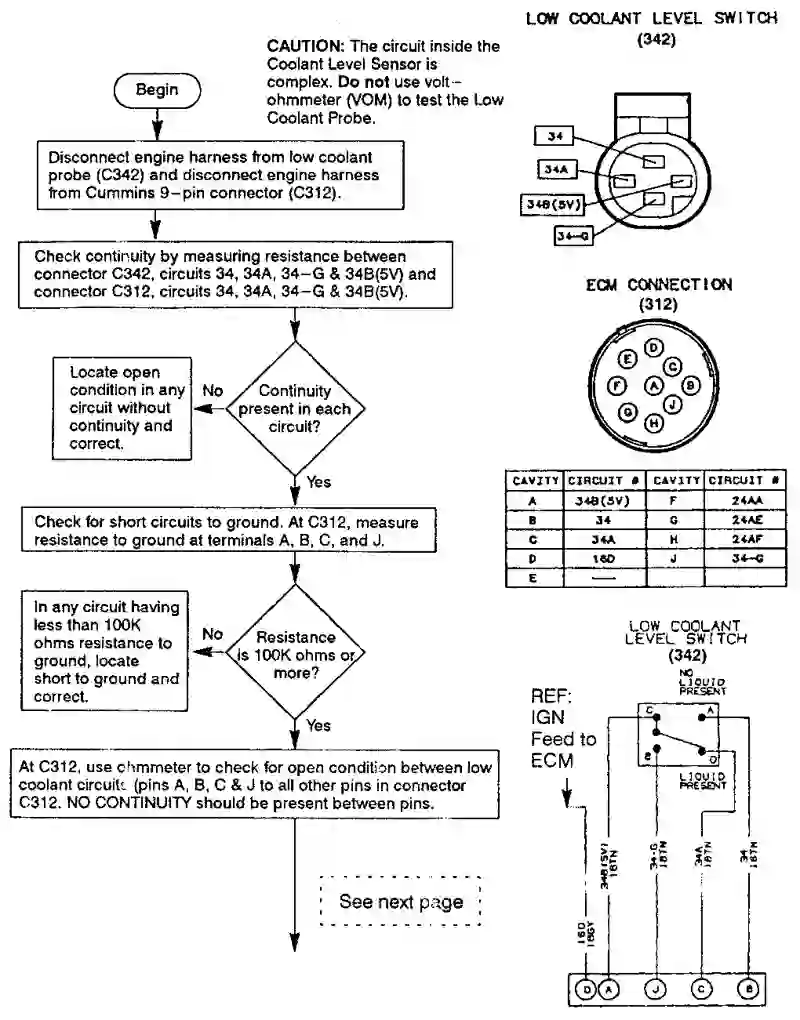 CAUTION: The circuit inside the
Coolant Level Sensor is
complex. Do not use volt-
ohmmeter (VOM) to test the Low
Coolant Probe.
Begin
Disconnect engine harness from low coolant
probe (C342) and disconnect engine harness
from Cummins 9-pin connector (C312).
Check continuity by measuring resistance between
connector C342, circuits 34, 34A, 34-G & 34B(5V) and
connector C312, circuits 34, 34A, 34-G & 34B(5V).
Continuity
present in each
circuit?
No
Locate open
condition in any
circuit without
continuity and
correct.
Yes
Check for short circuits to ground. At C312, measure
resistance to ground at terminals A, B, C, and J.
Resistance
is 100K ohms or
more?
No
In any circuit having
less than 100K
ohms resistance to
ground, locate
short to ground and
correct.
Yes
At C312, use ohmmeter to check for open condition between low
coolant circuits (pins A, B, C & J to all other pins in connector
C312. NO CONTINUITY should be present between pins.
See next page
LOW COOLANT LEVEL SWITCH
(342)
34
34A
34B(5V)
34-G
ECM CONNECTION
(312)
D
E
C
F
A
B
G
J
H
CAVITY CIRCUIT # CAVITY CIRCUIT #
A 34B(5V) F 24AA
B 34 G 24AE
C 34A H 24AF
D 16D J 34-G
E —
LOW COOLANT
LEVEL SWITCH
(342)
NO
LIQUID
PRESENT
C
A
B
D
LIQUID
PRESENT
REF:
IGN
Feed to
ECM
16D
18GY
34B(5V)
18TN
34-G
18TN
34A
18TN
34
18TN
D A J C B